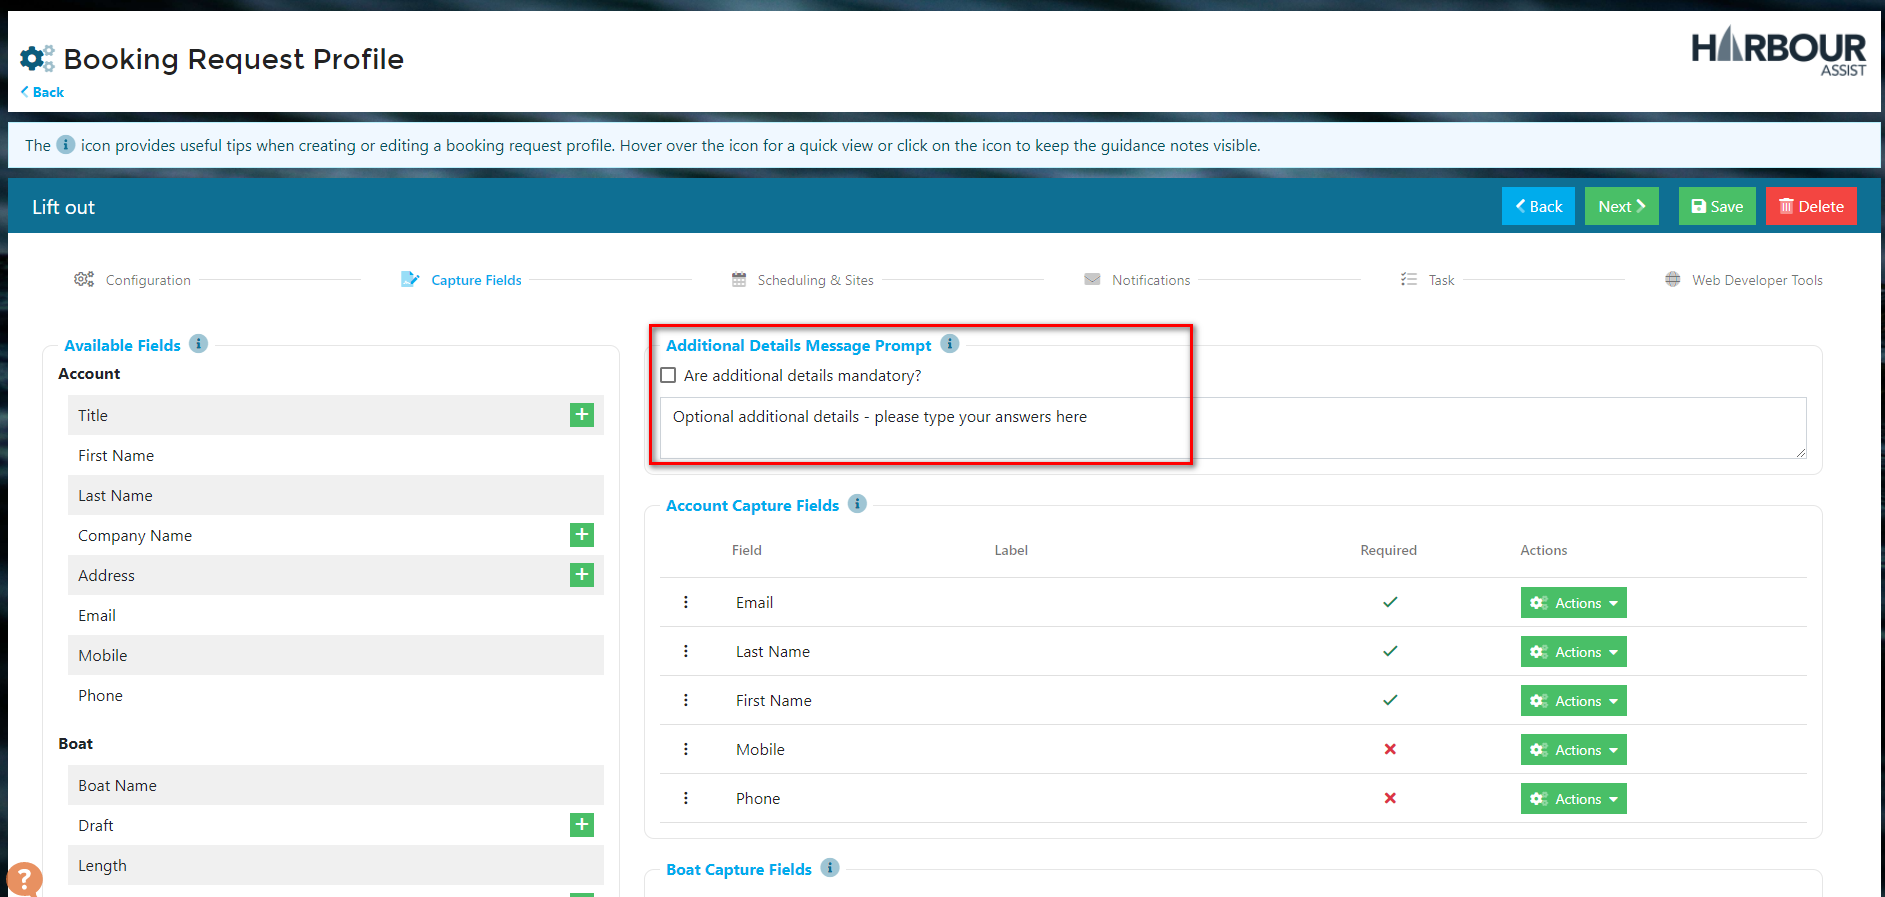 Booking Request Profile
HARBOUR
ASSIST
Back
The i icon provides useful tips when creating or editing a booking request profile. Hover over the icon for a quick view or click on the icon to keep the guidance notes visible.
Lift out
Back
Next
Save
Delete
Configuration
Capture Fields
Scheduling & Sites
Notifications
Task
Web Developer Tools
Available Fields i
Account
Title +
First Name
Last Name
Company Name +
Address +
Email
Mobile
Phone
Boat
Boat Name
Draft +
Length
?
Additional Details Message Prompt i
Are additional details mandatory?
Optional additional details - please type your answers here
Account Capture Fields i
Field Label Required Actions
Email Actions
Last Name Actions
First Name Actions
Mobile Actions
Phone Actions
Boat Capture Fields i